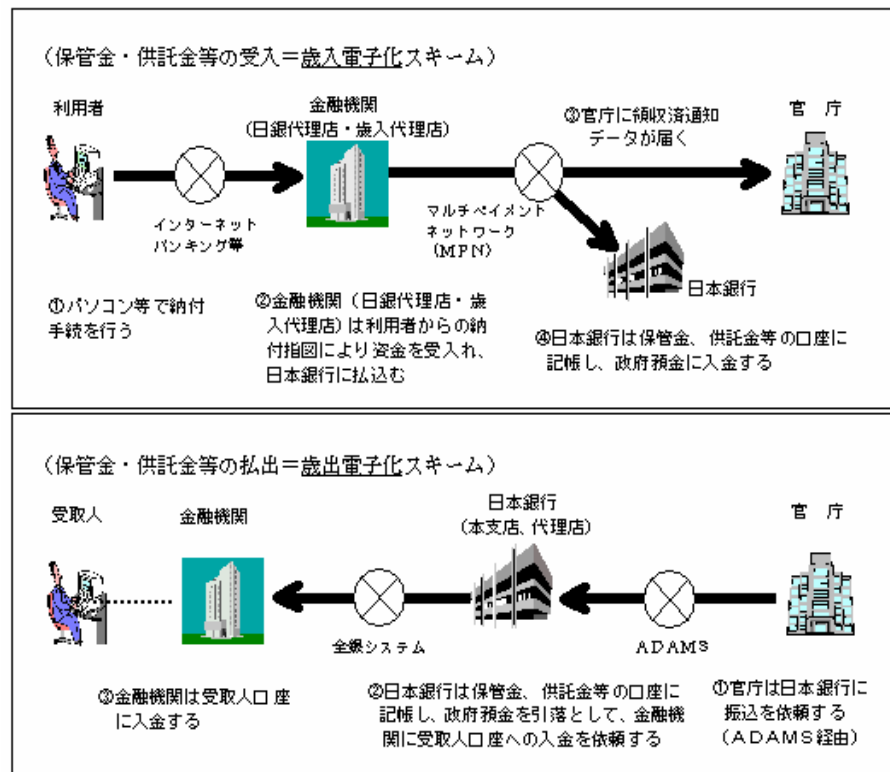 （保管金・供託金等の受入＝歳入電子化スキーム）
利用者
金融機関
（日銀代理店・歳入代理店）
③官庁に領収済通知
データが届く
官　庁
インターネット
バンキング等
マルチペイメント
ネットワーク
（MPN）
日本銀行
①パソコン等で納付
手続を行う
②金融機関（日銀代理店・歳
入代理店）は利用者からの納
付指図により資金を受入れ、
日本銀行に払込む
④日本銀行は保管金、供託金等の口座に
記帳し、政府預金に入金する
（保管金・供託金等の払出＝歳出電子化スキーム）
受取人
金融機関
日本銀行
（本支店、代理店）
官　庁
全銀システム
ADAMS
③金融機関は受取人口座
に入金する
②日本銀行は保管金、供託金等の口座に
記帳し、政府預金を引落として、金融機
関に受取人口座への入金を依頼する
①官庁は日本銀行に
振込を依頼する
（ADAMS経由）